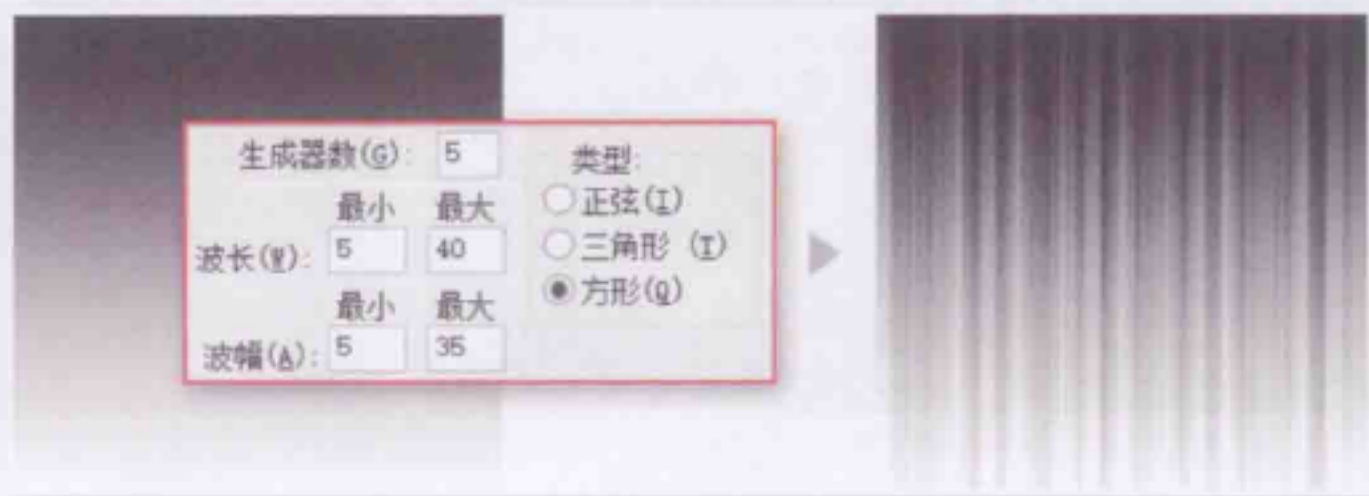 生成器数(G): 5
最小 最大
波长(W): 5 40
最小 最大
波幅(A): 5 35
类型:
正弦(I)
三角形 (T)
方形(Q)